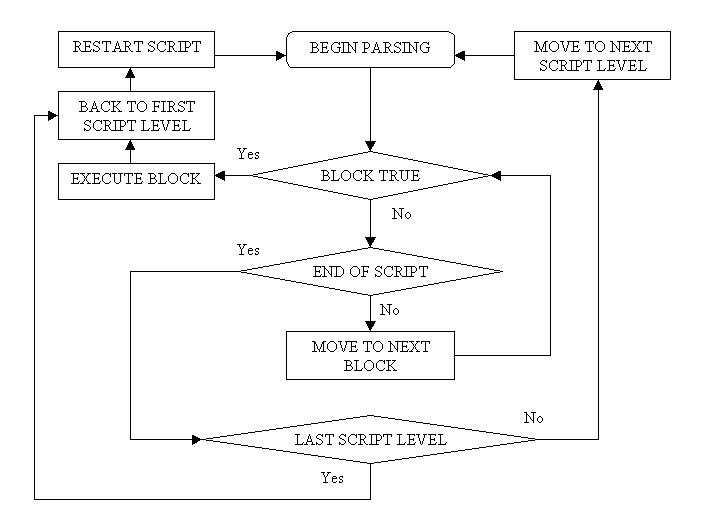 RESTART SCRIPT
BEGIN PARSING
MOVE TO NEXT
SCRIPT LEVEL
BACK TO FIRST
SCRIPT LEVEL
Yes
EXECUTE BLOCK
BLOCK TRUE
No
Yes
END OF SCRIPT
No
MOVE TO NEXT
BLOCK
No
LAST SCRIPT LEVEL
Yes